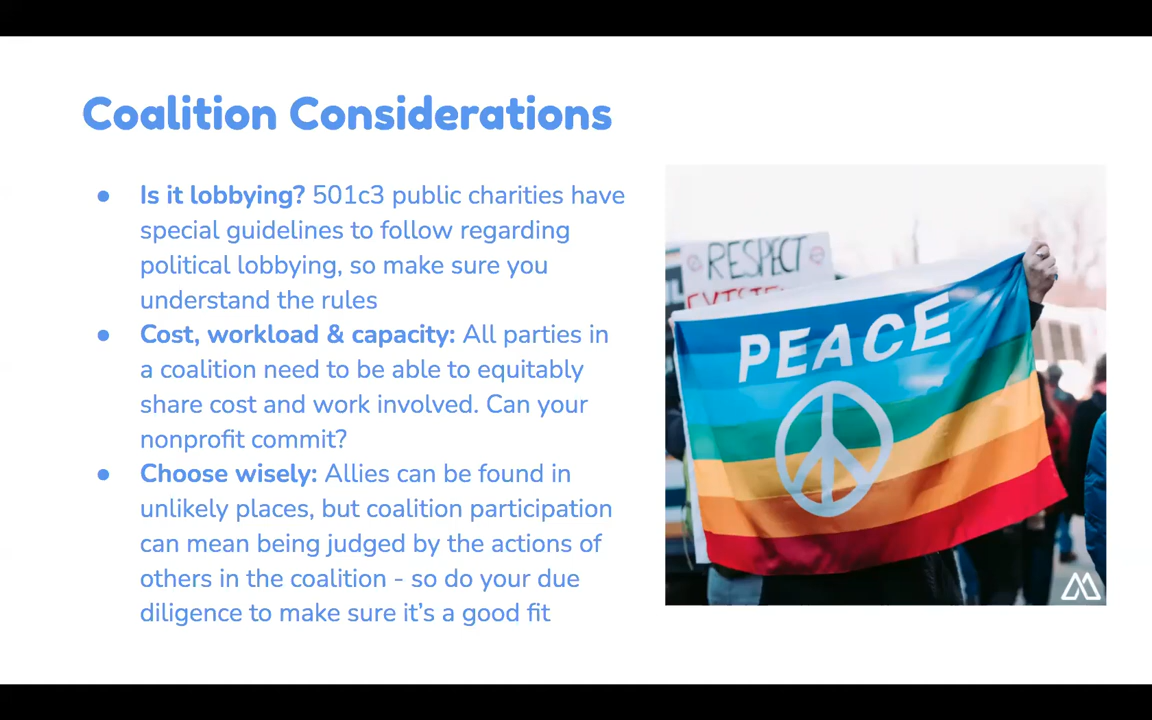 Coalition Considerations
● Is it lobbying? 501c3 public charities have
special guidelines to follow regarding
political lobbying, so make sure you
understand the rules
● Cost, workload & capacity: All parties in
a coalition need to be able to equitably
share cost and work involved. Can your
nonprofit commit?
● Choose wisely: Allies can be found in
unlikely places, but coalition participation
can mean being judged by the actions of
others in the coalition - so do your due
diligence to make sure it's a good fit
RESPECT
PEACE